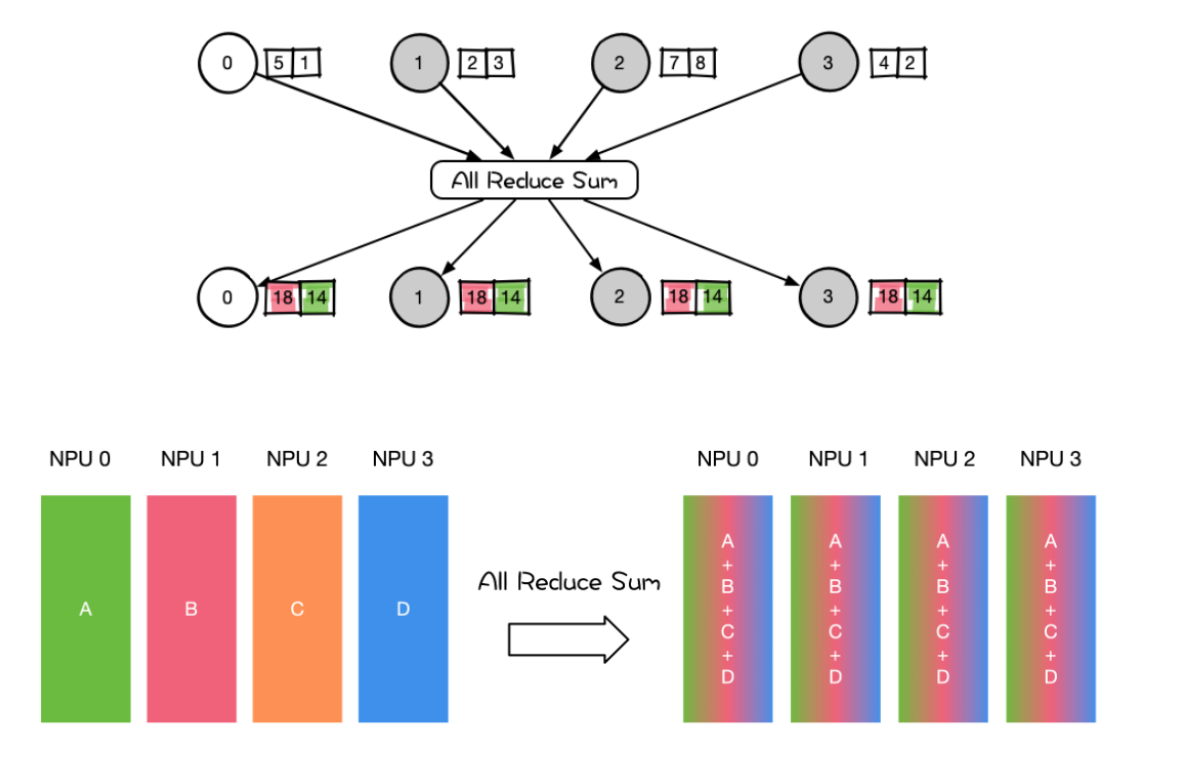 0 5 1 1 2 3 2 7 8 3 4 2
All Reduce Sum
0 18 14 1 18 14 2 18 14 3 18 14
NPU 0 NPU 1 NPU 2 NPU 3 NPU 0 NPU 1 NPU 2 NPU 3
A B C D
All Reduce Sum
A A A A
+ + + +
B B B B
+ + + +
C C C C
+ + + +
D D D D